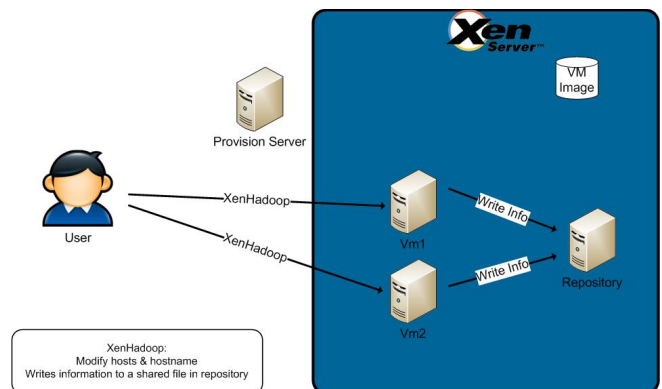 Xen
Server™
VM
Image
Provision Server
XenHadoop
Write Info
User
Vm1
XenHadoop
Write Info
Repository
Vm2
XenHadoop:
Modify hosts & hostname
Writes information to a shared file in repository